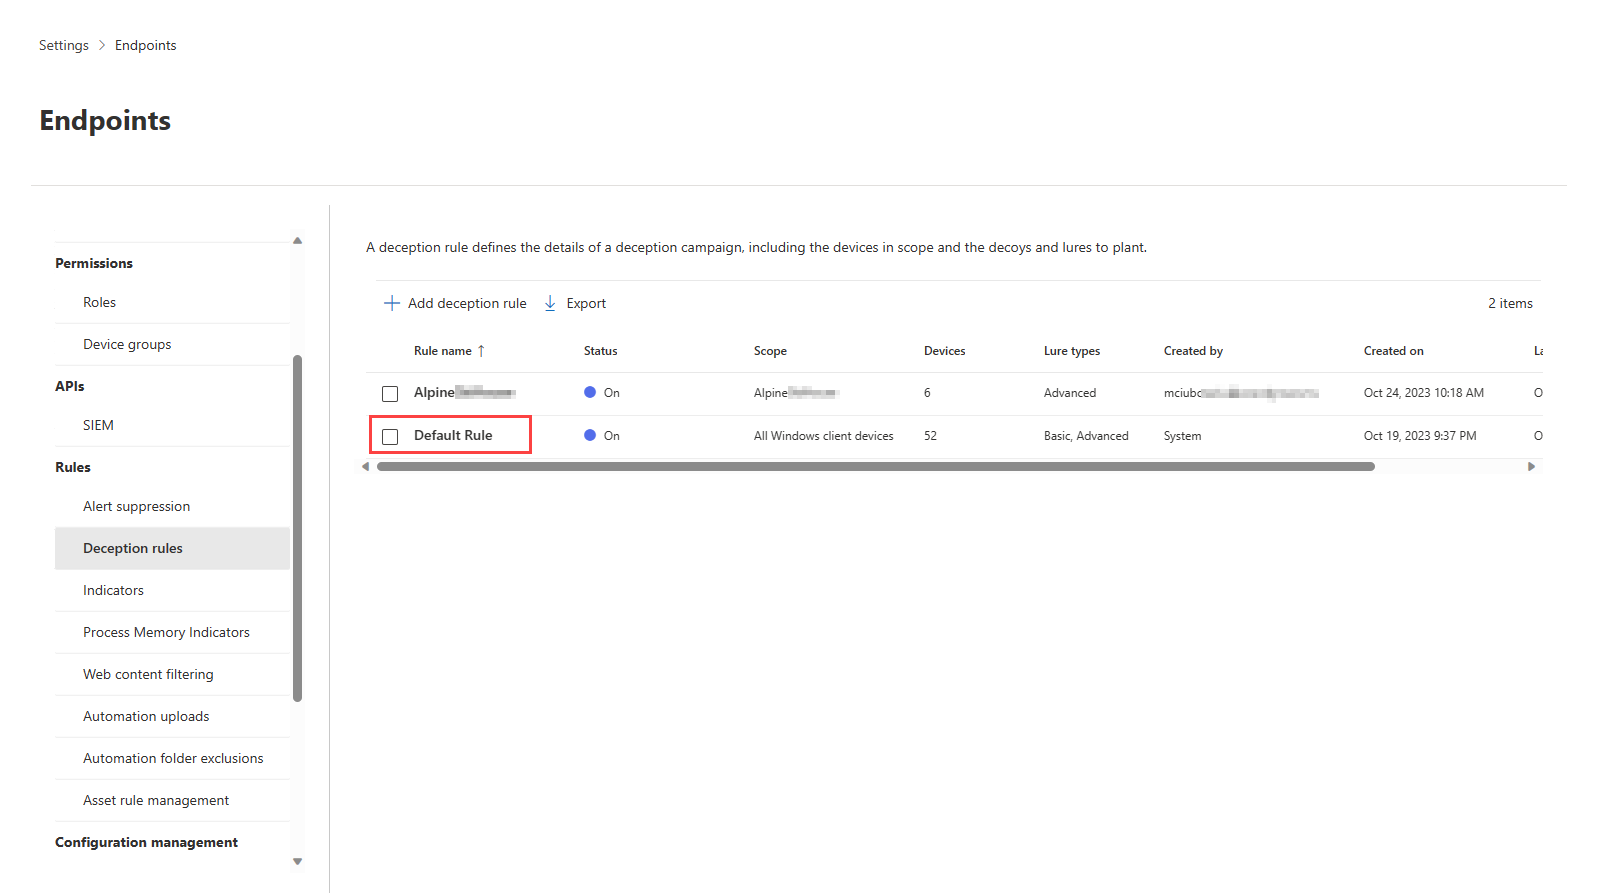 Settings > Endpoints
Endpoints
Permissions
Roles
Device groups
APIs
SIEM
Rules
Alert suppression
Deception rules
Indicators
Process Memory Indicators
Web content filtering
Automation uploads
Automation folder exclusions
Asset rule management
Configuration management
A deception rule defines the details of a deception campaign, including the devices in scope and the decoys and lures to plant.
Add deception rule Export 2 items
Rule name ↑ Status Scope Devices Lure types Created by Created on
Alpine On Alpine 6 Advanced Oct 24, 2023 10:18 AM
Default Rule On All Windows client devices 52 Basic, Advanced System Oct 19, 2023 9:37 PM